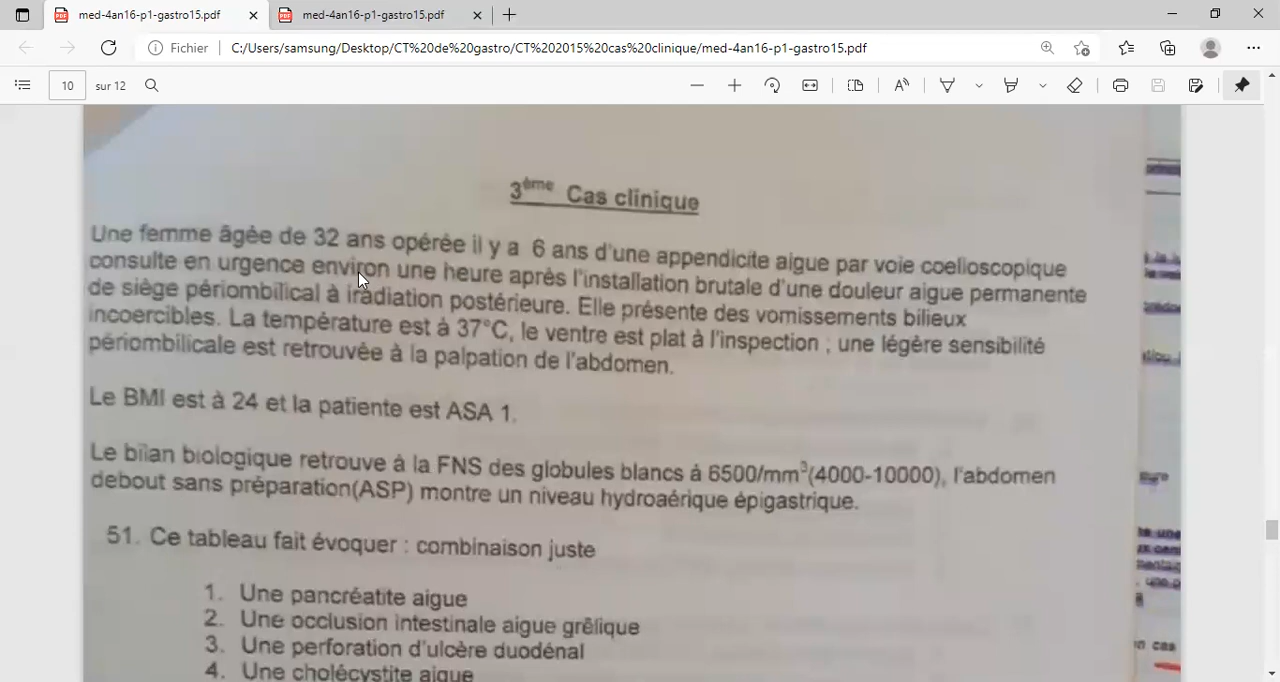 med-4an16-p1-gastro15.pdf
med-4an16-p1-gastro15.pdf
Fichier
C:/Users/samsung/Desktop/CT%20de%20gastro/CT%202015%20cas%20clinique/med-4an16-p1-gastro15.pdf
10 sur 12
3ème Cas clinique
Une femme âgée de 32 ans opérée il y a 6 ans d'une appendicite aigue par voie coelioscopique
consulte en urgence environ une heure après l'installation brutale d'une douleur aigue permanente
de siège périombilical à irradiation postérieure. Elle présente des vomissements bilieux
incoercibles. La température est à 37°C, le ventre est plat à l'inspection ; une légère sensibilité
périombilicale est retrouvée à la palpation de l'abdomen.
Le BMI est à 24 et la patiente est ASA 1.
Le bilan biologique retrouve à la FNS des globules blancs à 6500/mm³(4000-10000), l'abdomen
debout sans préparation(ASP) montre un niveau hydroaérique épigastrique.
51. Ce tableau fait évoquer : combinaison juste
1. Une pancréatite aigue
2. Une occlusion intestinale aigue grêlique
3. Une perforation d'ulcère duodénal
4. Une cholécystite aigue